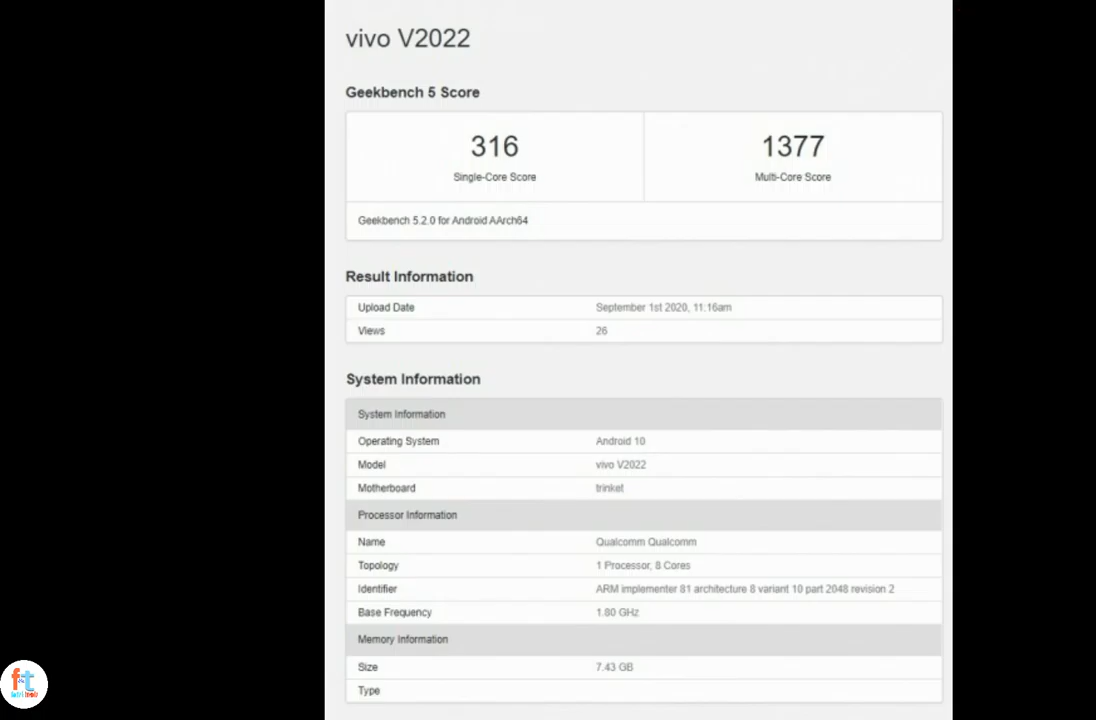 vivo V2022
Geekbench 5 Score
316 1377
Single-Core Score Multi-Core Score
Geekbench 5.2.0 for Android AArch64
Result Information
Upload Date September 1st 2020, 11:16am
Views 26
System Information
System Information
Operating System Android 10
Model vivo V2022
Motherboard trinket
Processor Information
Name Qualcomm Qualcomm
Topology 1 Processor, 8 Cores
Identifier ARM implementer 81 architecture 8 variant 10 part 2048 revision 2
Base Frequency 1.80 GHz
Memory Information
Size 7.43 GB
Type
ft